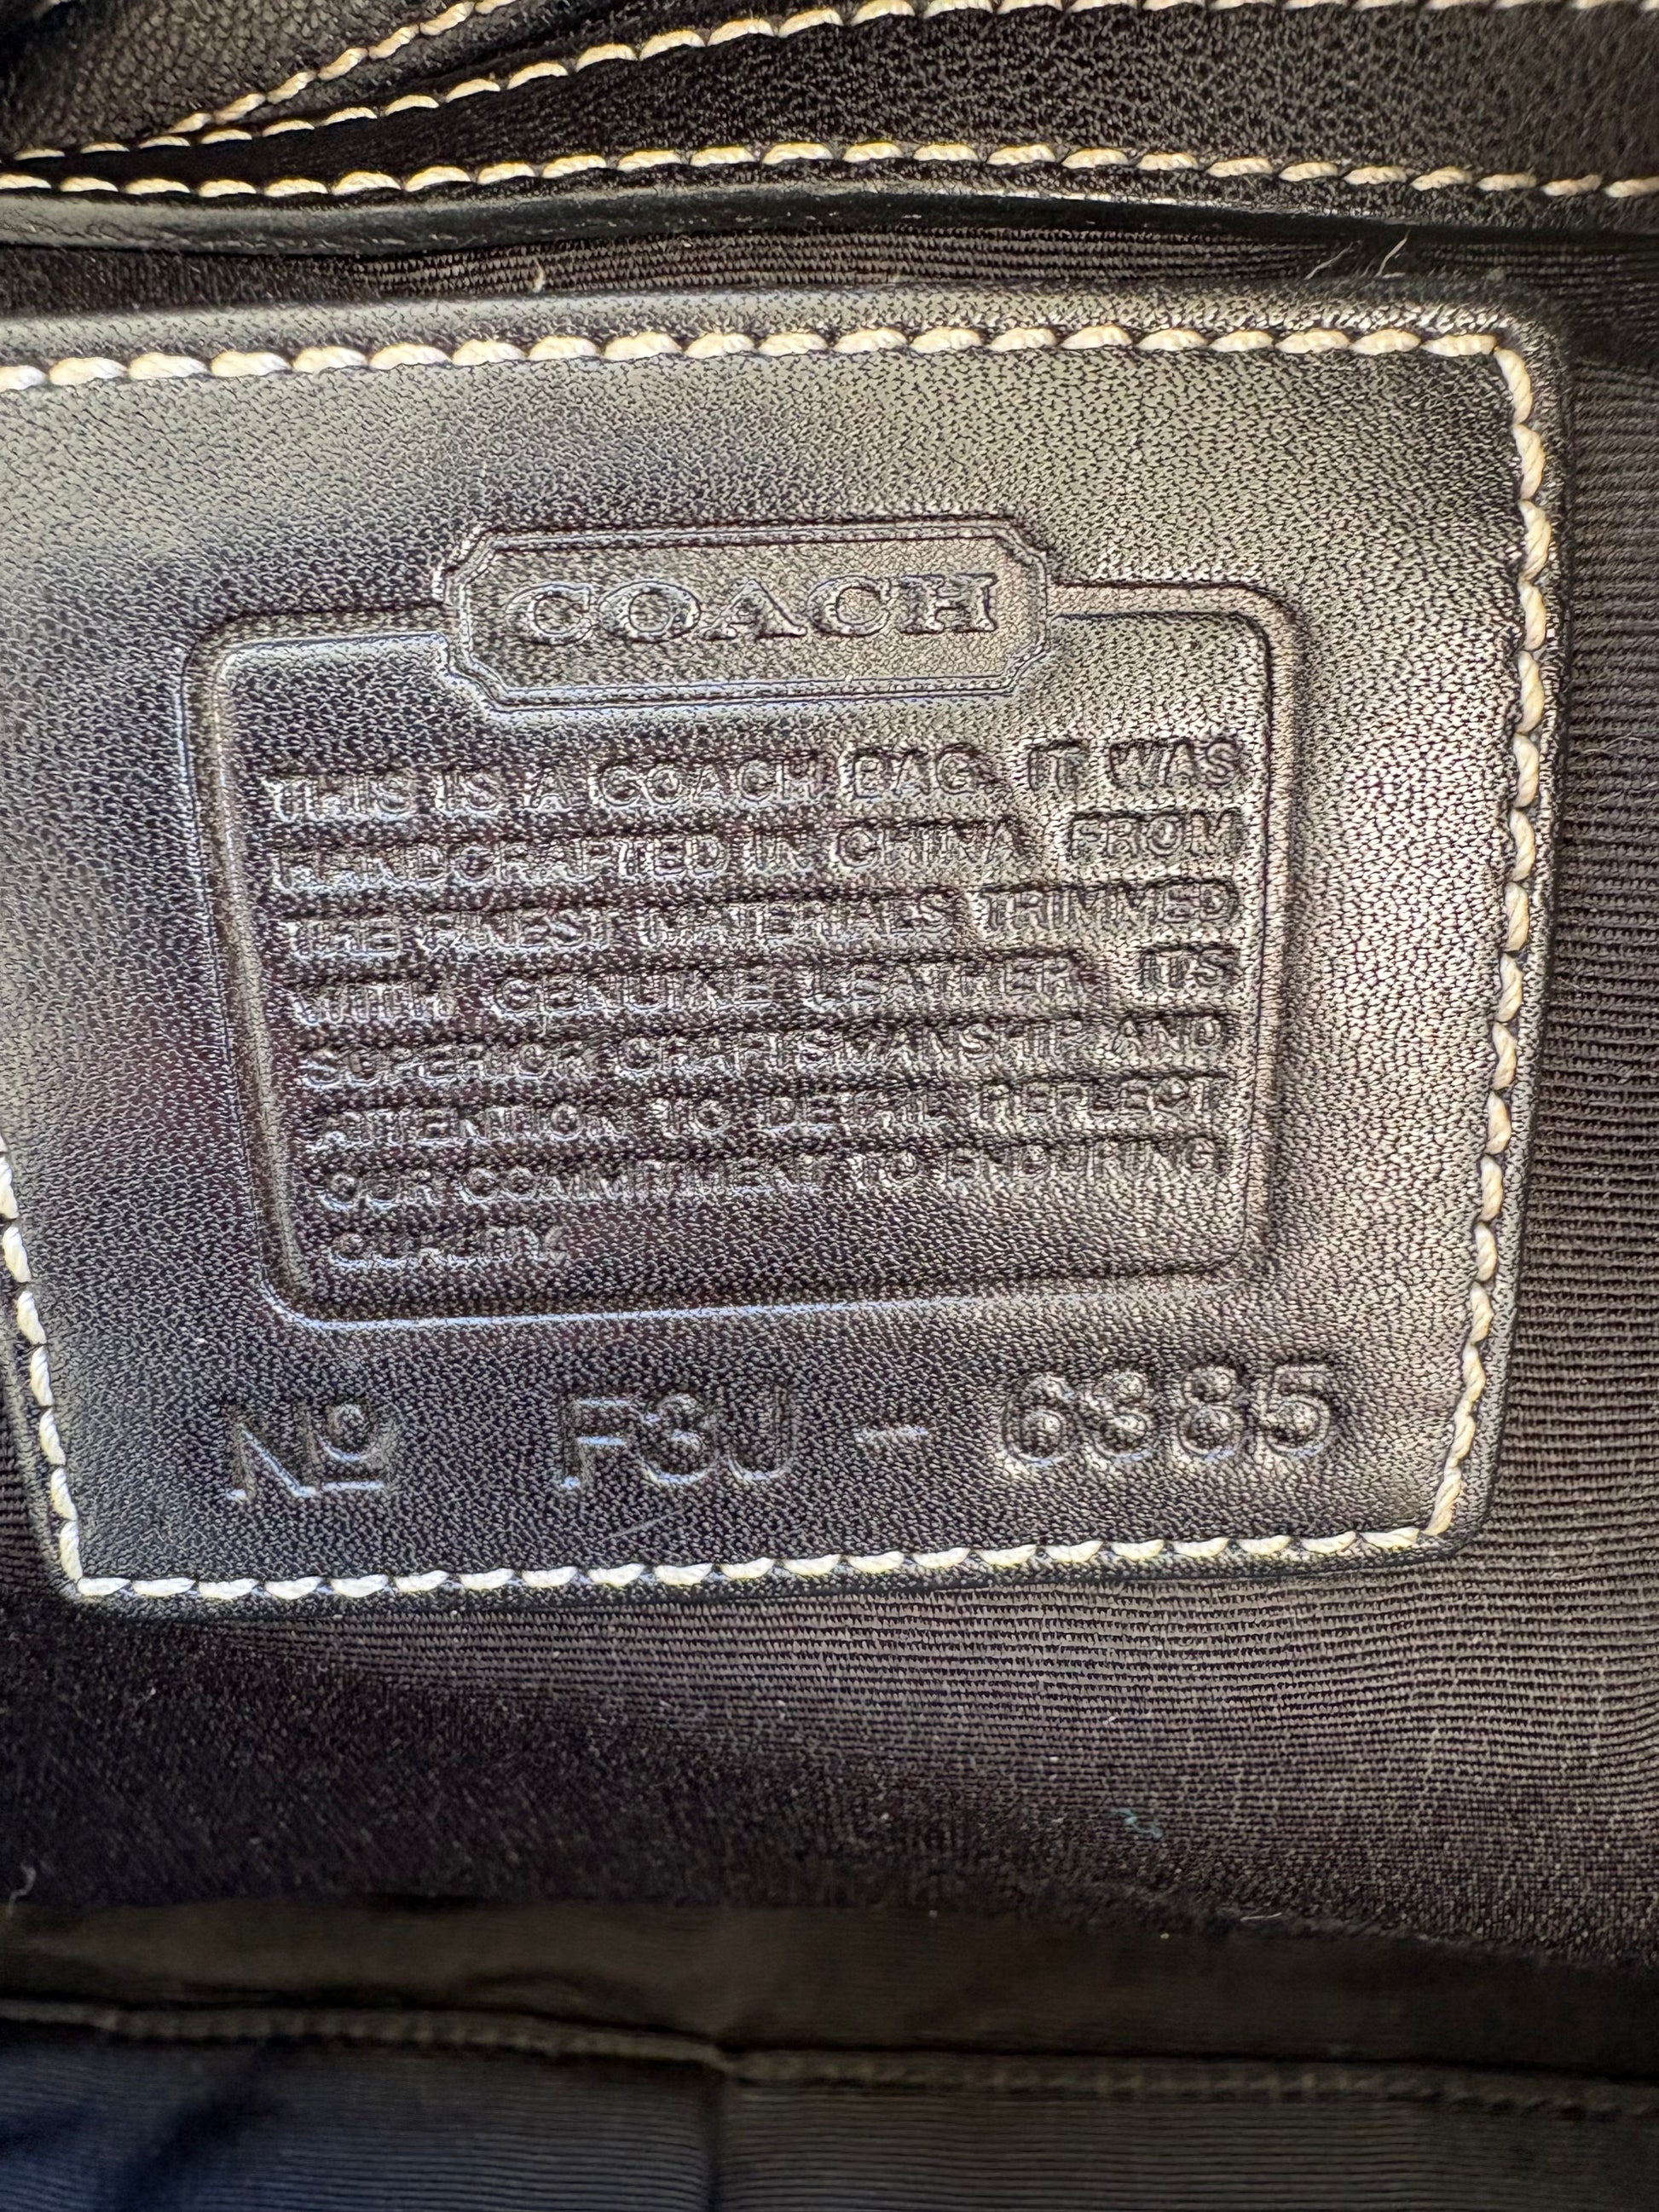 COACH
THIS IS A COACH BAG. IT WAS
HANDCRAFTED IN CHINA FROM
THE FINEST MATERIALS TRIMMED
WITH GENUINE LEATHER. ITS
SUPERIOR CRAFTSMANSHIP AND
ATTENTION TO DETAIL REFLECT
OUR COMMITMENT TO ENDURING
QUALITY.
Nº F3J - 6385